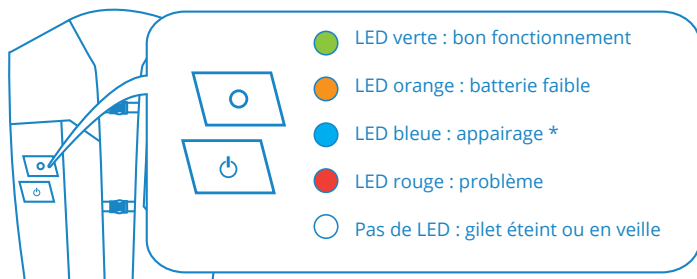 LED verte : bon fonctionnement
LED orange : batterie faible
LED bleue : appairage *
LED rouge : problème
Pas de LED : gilet éteint ou en veille